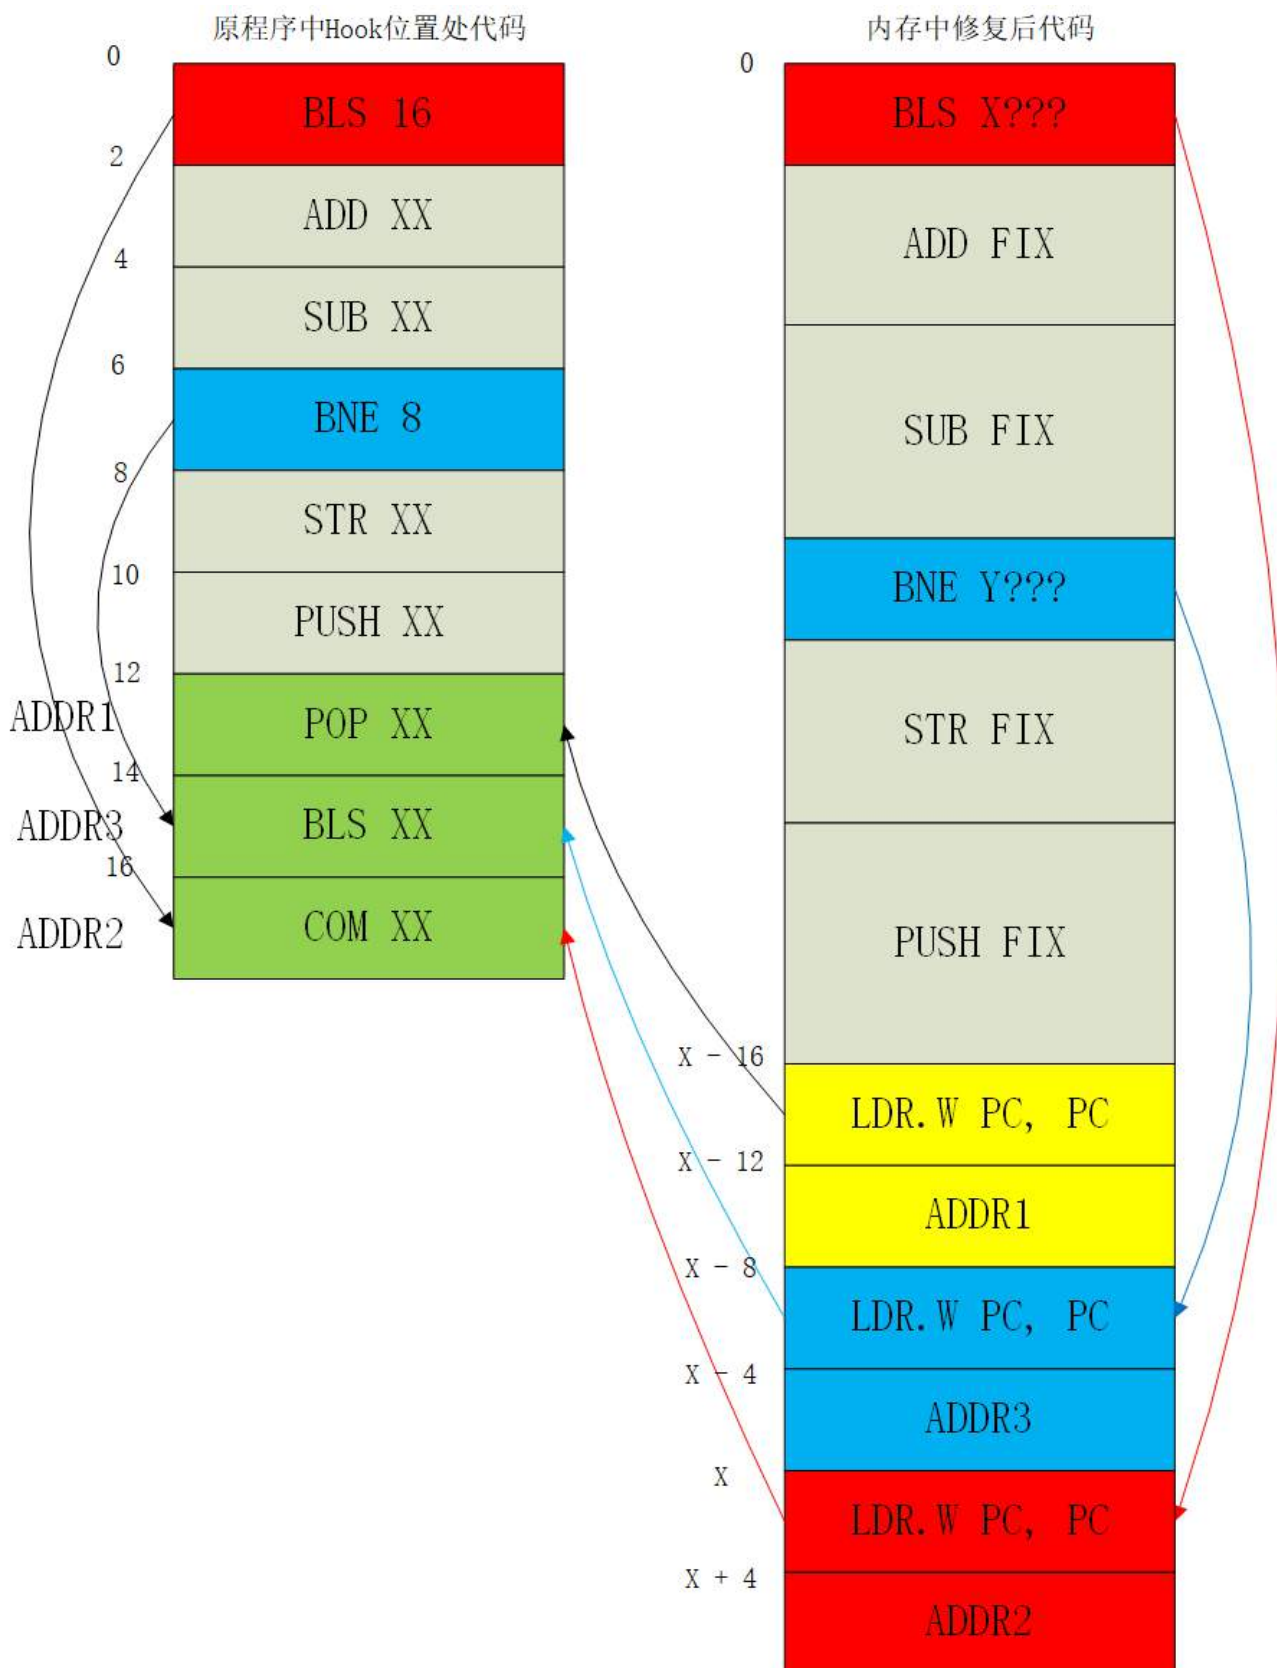 原程序中Hook位置处代码
0
BLS 16
2
ADD XX
4
SUB XX
6
BNE 8
8
STR XX
10
PUSH XX
12
ADDR1
POP XX
14
ADDR3
BLS XX
16
ADDR2
COM XX
内存中修复后代码
0
BLS X???
ADD FIX
SUB FIX
BNE Y???
STR FIX
PUSH FIX
X - 16
LDR.W PC, PC
X - 12
ADDR1
X - 8
LDR.W PC, PC
X - 4
ADDR3
X
LDR.W PC, PC
X + 4
ADDR2